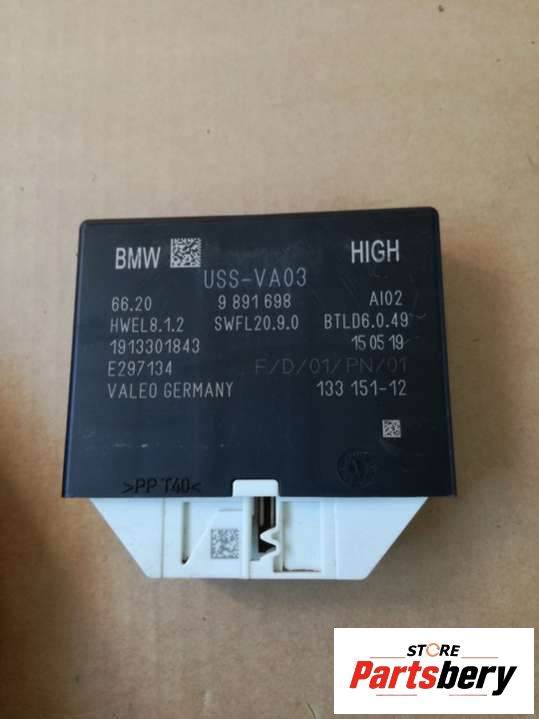 BMW HIGH
USS-VA03
66.20 9 891 698 AI02
HWEL8.1.2 SWFL20.9.0 BTLD6.0.49
1913301843 15 05 19
E297134 F/D/01/PN/01
VALEO GERMANY 133 151-12
>PP T40<
STORE
Partsbery